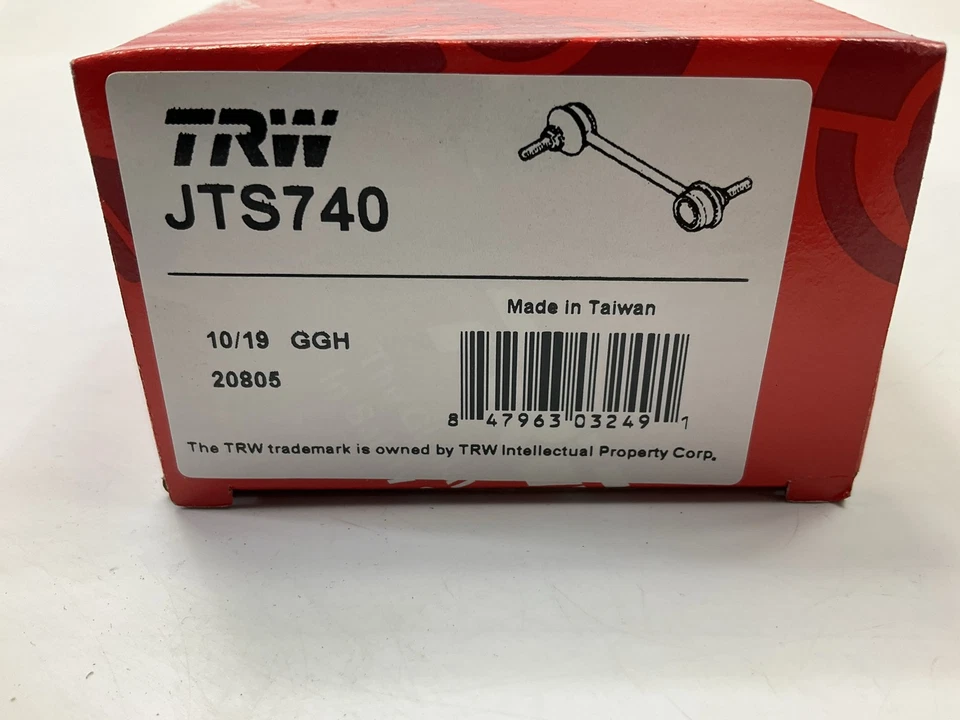 TRW
JTS740
Made in Taiwan
10/19 GGH
20805
8 47963 03249 1
The TRW trademark is owned by TRW Intellectual Property Corp.